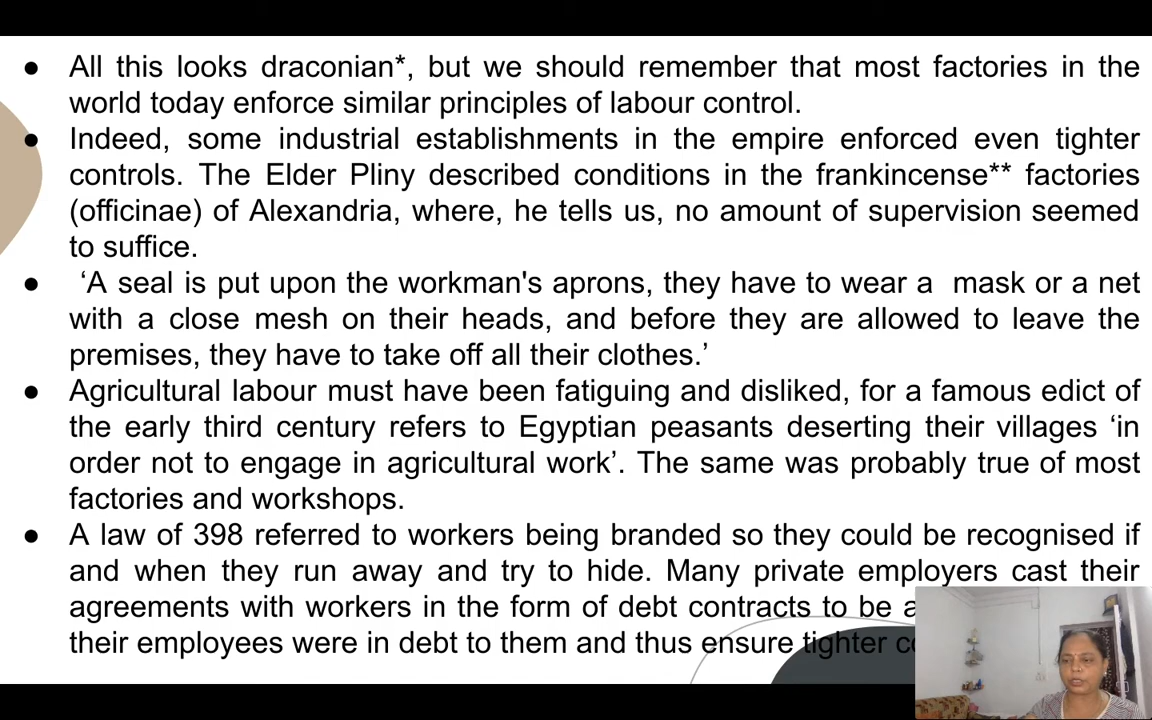 ● All this looks draconian*, but we should remember that most factories in the
world today enforce similar principles of labour control.
● Indeed, some industrial establishments in the empire enforced even tighter
controls. The Elder Pliny described conditions in the frankincense** factories
(officinae) of Alexandria, where, he tells us, no amount of supervision seemed
to suffice.
● ‘A seal is put upon the workman's aprons, they have to wear a mask or a net
with a close mesh on their heads, and before they are allowed to leave the
premises, they have to take off all their clothes.’
● Agricultural labour must have been fatiguing and disliked, for a famous edict of
the early third century refers to Egyptian peasants deserting their villages ‘in
order not to engage in agricultural work’. The same was probably true of most
factories and workshops.
● A law of 398 referred to workers being branded so they could be recognised if
and when they run away and try to hide. Many private employers cast their
agreements with workers in the form of debt contracts to be
their employees were in debt to them and thus ensure tighter